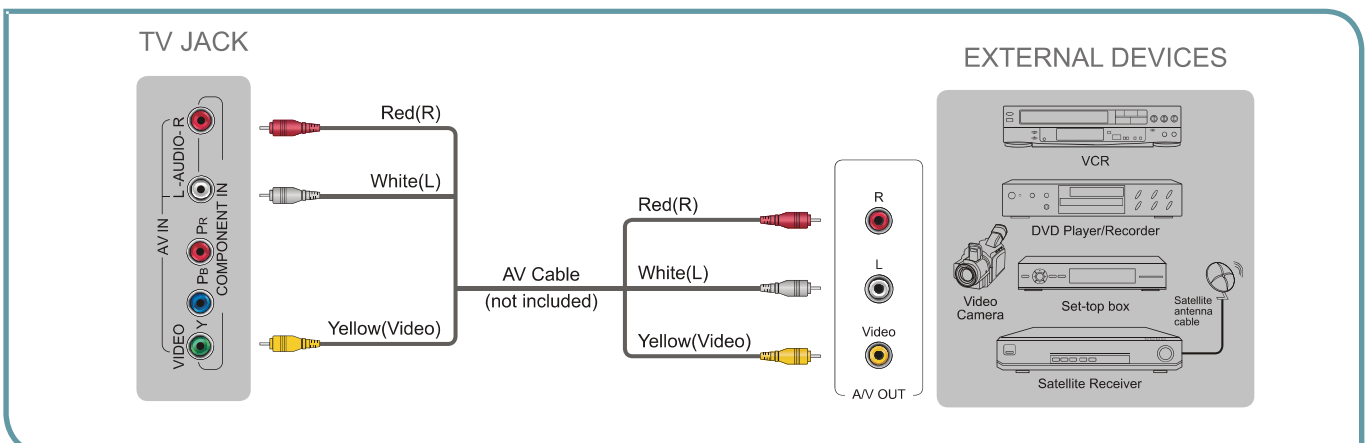 TV JACK
EXTERNAL DEVICES
AV IN
L-AUDIO-R
VIDEO
Y
PB
PR
COMPONENT IN
Red(R)
White(L)
Yellow(Video)
AV Cable
(not included)
Red(R)
White(L)
Yellow(Video)
R
L
Video
A/V OUT
VCR
DVD Player/Recorder
Video
Camera
Set-top box
Satellite
antenna
cable
Satellite Receiver